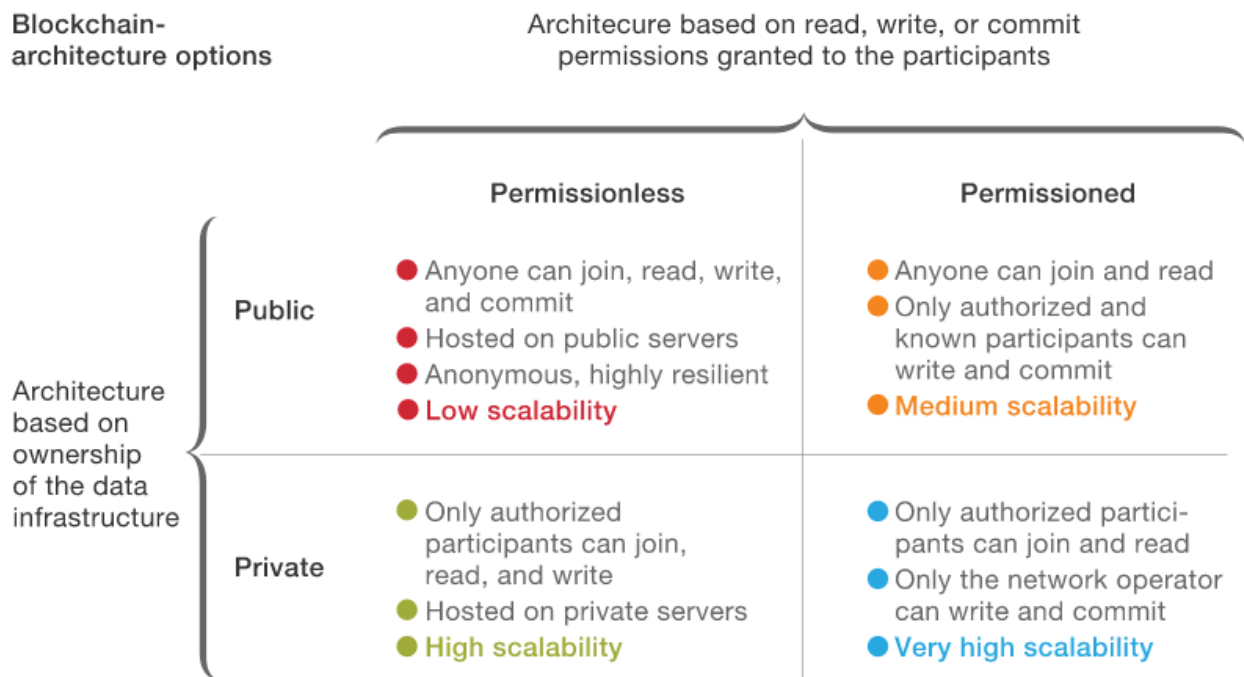 Blockchain-
architecture options
Architecure based on read, write, or commit
permissions granted to the participants
Permissionless
Permissioned
Architecture
based on
ownership
of the data
infrastructure
Public
Anyone can join, read, write,
and commit
Hosted on public servers
Anonymous, highly resilient
Low scalability
Anyone can join and read
Only authorized and
known participants can
write and commit
Medium scalability
Private
Only authorized
participants can join,
read, and write
Hosted on private servers
High scalability
Only authorized partici-
pants can join and read
Only the network operator
can write and commit
Very high scalability